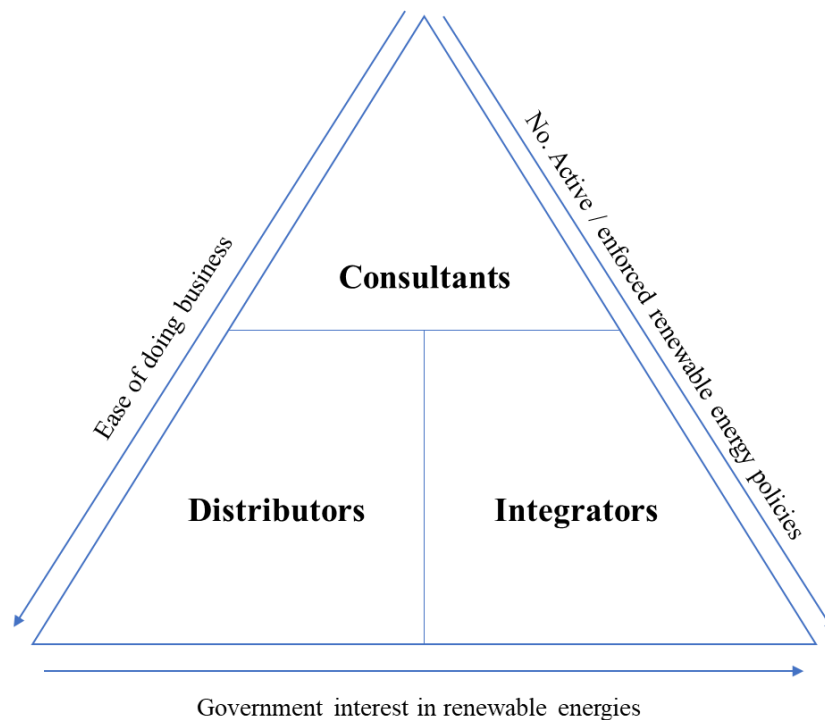 No. Active / enforced renewable energy policies
Ease of doing business
Consultants
Distributors
Integrators
Government interest in renewable energies